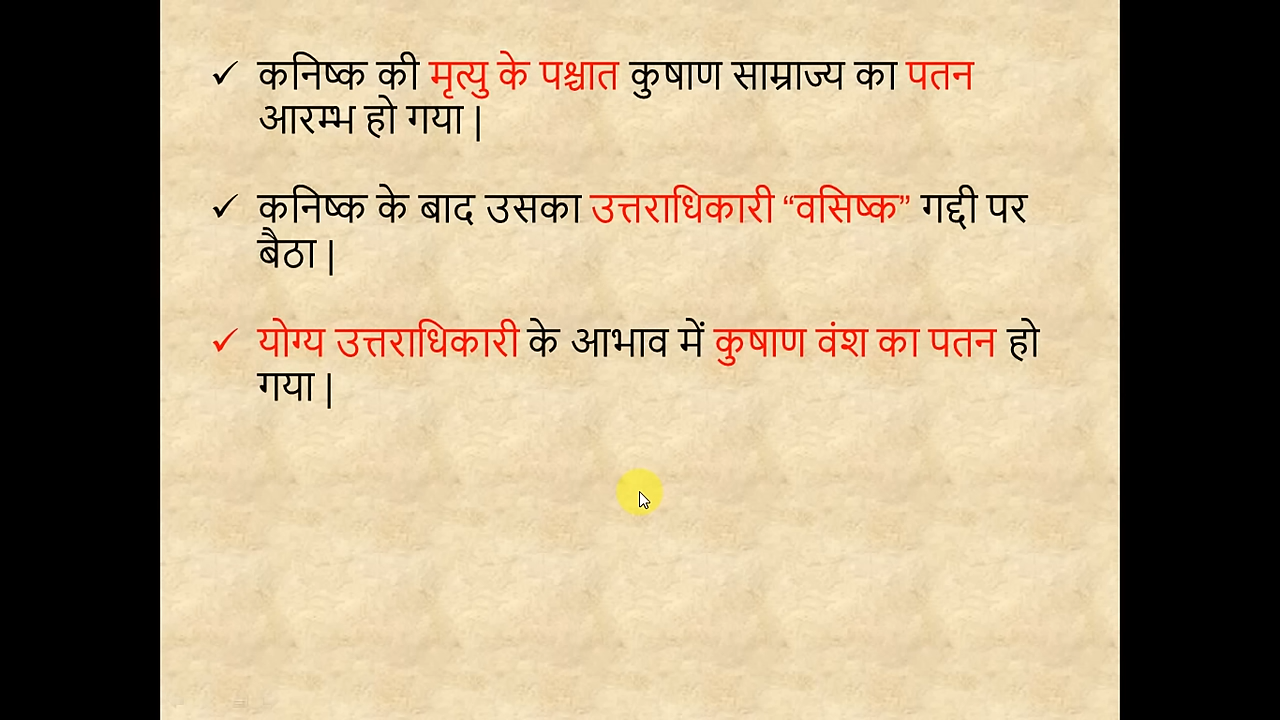 ✓ कनिष्क की मृत्यु के पश्चात कुषाण साम्राज्य का पतन
आरम्भ हो गया |
✓ कनिष्क के बाद उसका उत्तराधिकारी “वसिष्क” गद्दी पर
बैठा |
✓ योग्य उत्तराधिकारी के आभाव में कुषाण वंश का पतन हो
गया |